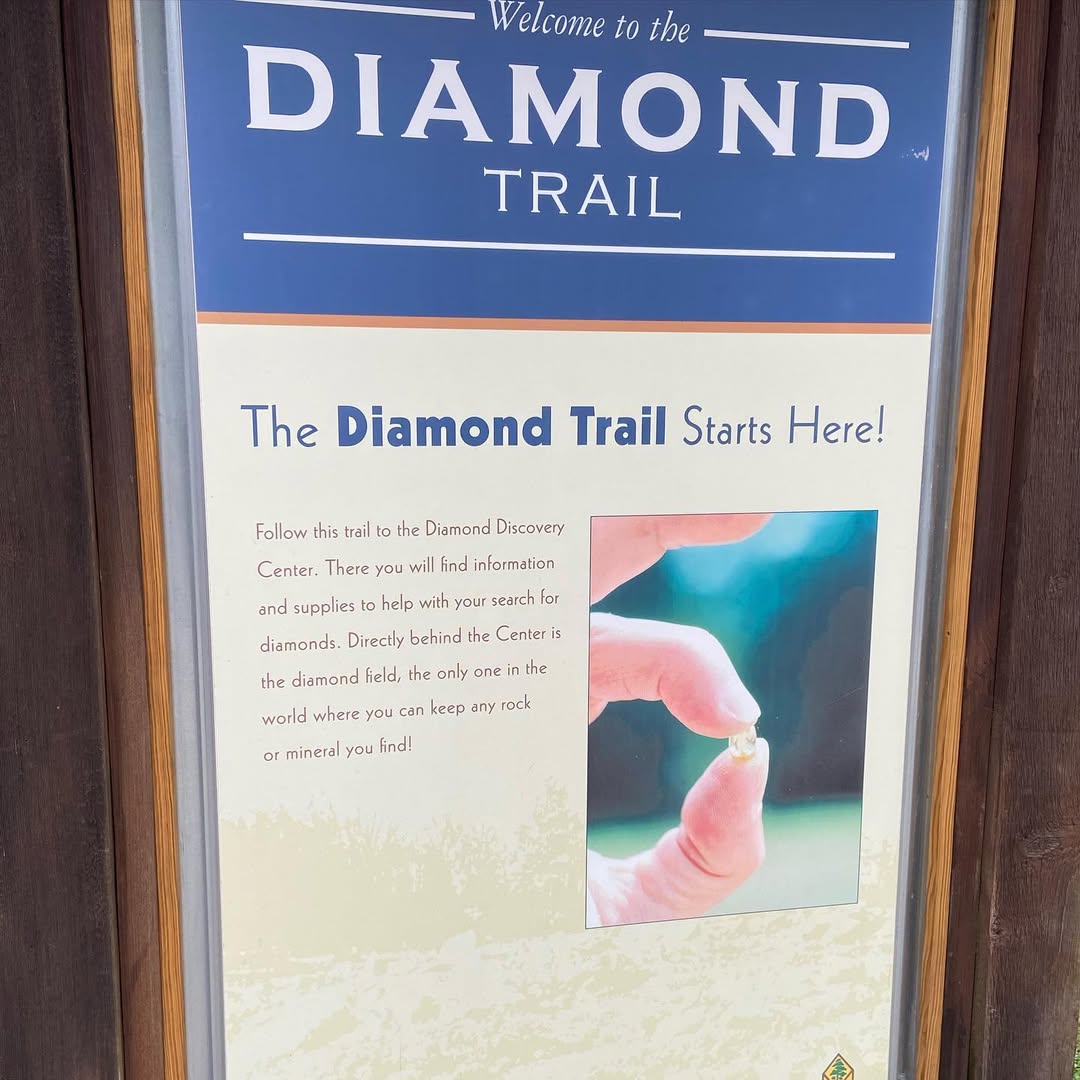 Welcome to the
DIAMOND
TRAIL
The Diamond Trail Starts Here!
Follow this trail to the Diamond Discovery
Center. There you will find information
and supplies to help with your search for
diamonds. Directly behind the Center is
the diamond field, the only one in the
world where you can keep any rock
or mineral you find!